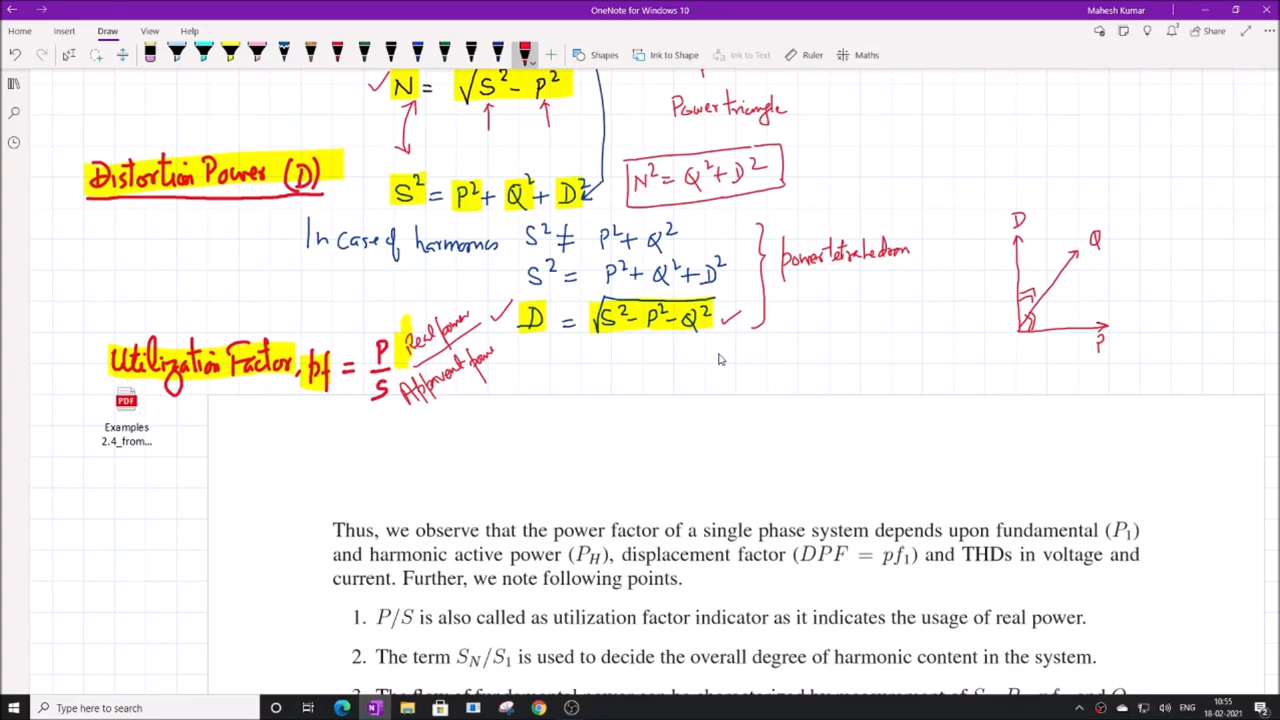 OneNote for Windows 10
Mahesh Kumar
Home Insert Draw View Help
Share
Shapes Ink to Shape Ink to Text Ruler Maths
N = √S² - P²
Power triangle
Distortion Power (D)
N² = Q² + D²
S² = P² + Q² + D²
In case of harmonics S² ≠ P² + Q²
S² = P² + Q² + D²
power tetrahedron
D = √S² - P² - Q²
D
Q
P
Utilization Factor, pf = P/S
Real power
Apparent power
PDF
Examples
2.4_from...
Thus, we observe that the power factor of a single phase system depends upon fundamental (P₁)
and harmonic active power (P_H), displacement factor (DPF = pf₁) and THDs in voltage and
current. Further, we note following points.
1. P/S is also called as utilization factor indicator as it indicates the usage of real power.
2. The term S_N/S₁ is used to decide the overall degree of harmonic content in the system.
Type here to search
ENG
10:55
18-02-2021